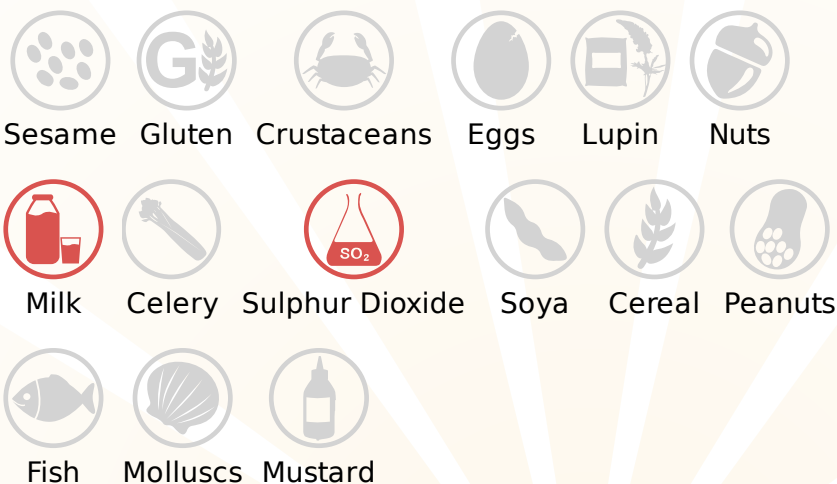 G
Sesame Gluten Crustaceans Eggs Lupin Nuts
SO₂
Milk Celery Sulphur Dioxide Soya Cereal Peanuts
Fish Molluscs Mustard